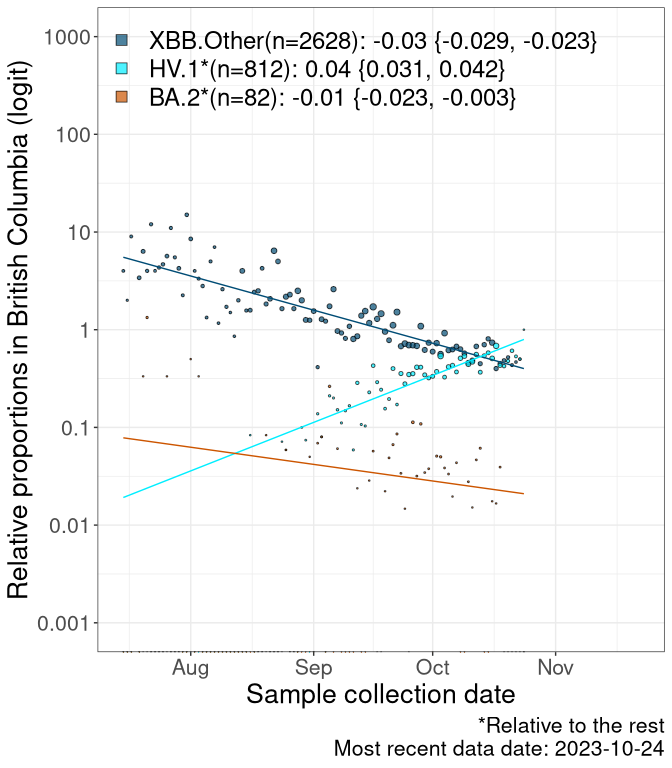 XBB.Other(n=2628): -0.03 {-0.029, -0.023}
HV.1*(n=812): 0.04 {0.031, 0.042}
BA.2*(n=82): -0.01 {-0.023, -0.003}
Relative proportions in British Columbia (logit)
1000
100
10
1
0.1
0.01
0.001
Aug Sep Oct Nov
Sample collection date
*Relative to the rest
Most recent data date: 2023-10-24